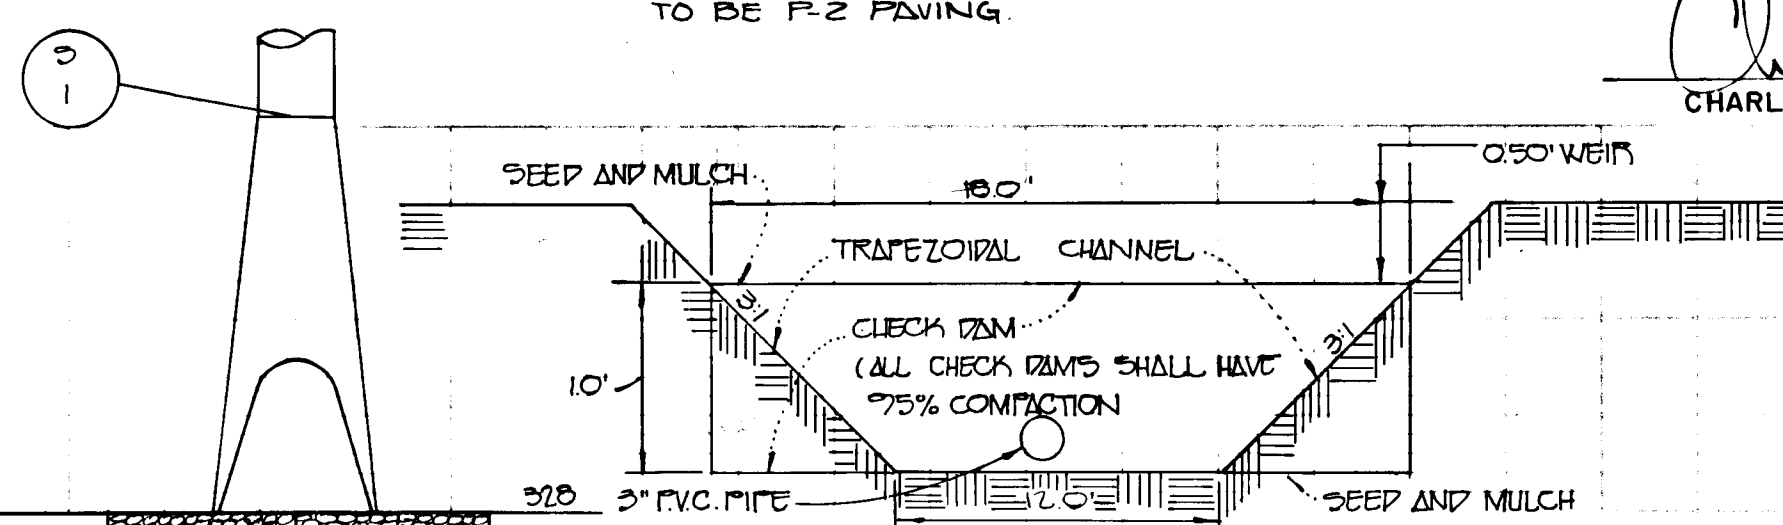 TO BE P-2 PAVING.
S
1
CHARL
0.50' WEIR
SEED AND MULCH
18.0'
TRAPEZOIDAL CHANNEL
3:1
CHECK DAM
3:1
(ALL CHECK DAMS SHALL HAVE
1.0'
95% COMPACTION
328
3" P.V.C. PIPE
12.0'
SEED AND MULCH